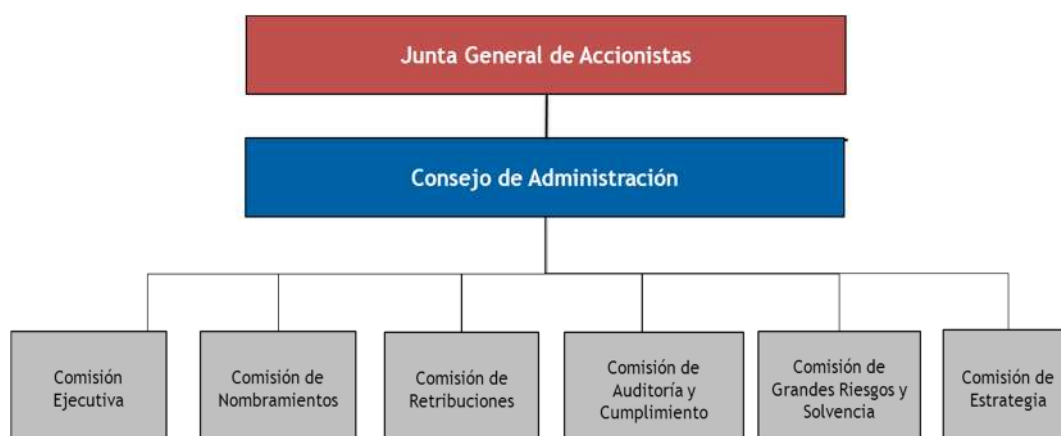 Junta General de Accionistas
Consejo de Administración
Comisión
Ejecutiva
Comisión de
Nombramientos
Comisión de
Retribuciones
Comisión de
Auditoría y
Cumplimiento
Comisión de
Grandes Riesgos y
Solvencia
Comisión de
Estrategia